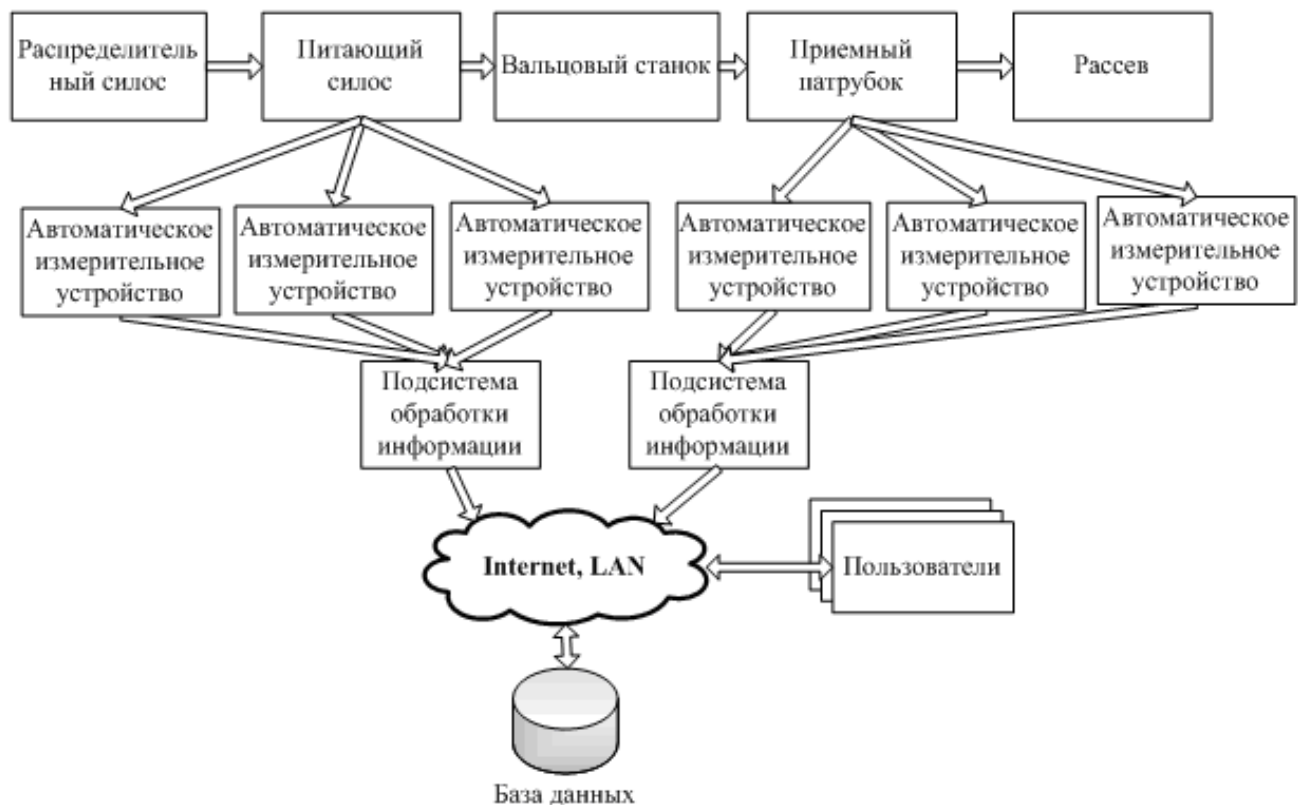 Распределитель
ный силос
Питающий
силос
Вальцовый станок
Приемный
патрубок
Рассев
Автоматическое
измерительное
устройство
Автоматическое
измерительное
устройство
Автоматическое
измерительное
устройство
Автоматическое
измерительное
устройство
Автоматическое
измерительное
устройство
Автоматическое
измерительное
устройство
Подсистема
обработки
информации
Подсистема
обработки
информации
Internet, LAN
Пользователи
База данных